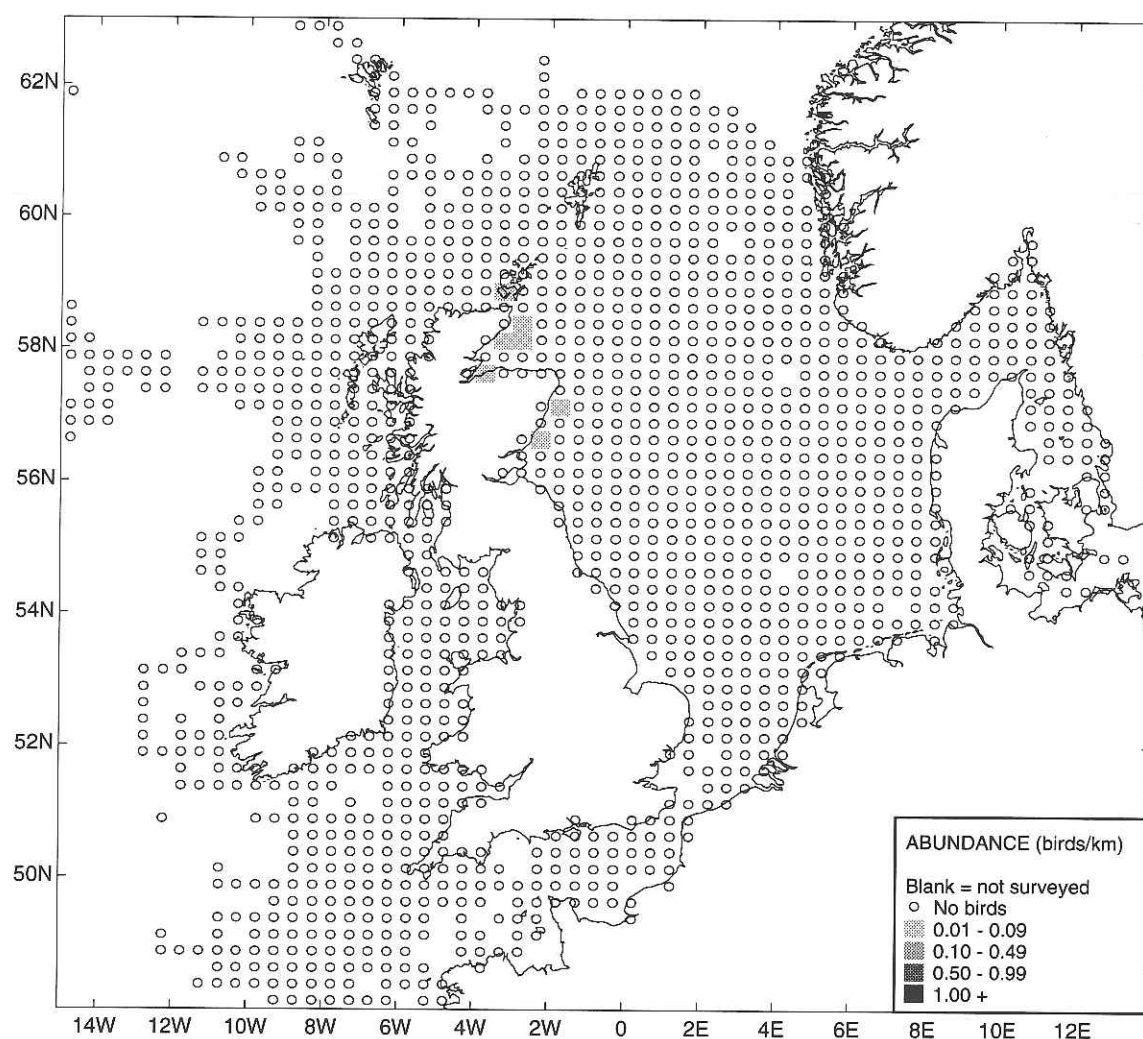 62N
60N
58N
56N
54N
52N
50N
ABUNDANCE (birds/km)
Blank = not surveyed
No birds
0.01 - 0.09
0.10 - 0.49
0.50 - 0.99
1.00 +
14W 12W 10W 8W 6W 4W 2W 0 2E 4E 6E 8E 10E 12E